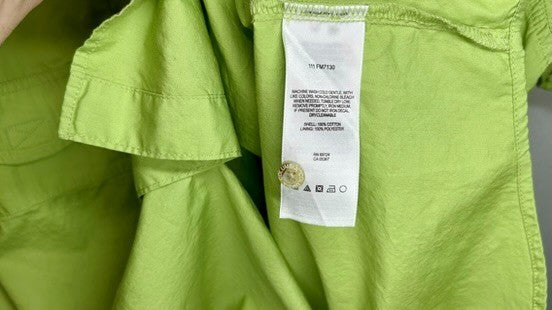 111 FM7130
MACHINE WASH COLD GENTLE, WITH
LIKE COLORS. NON-CHLORINE BLEACH
WHEN NEEDED. TUMBLE DRY LOW.
REMOVE PROMPTLY. IRON MEDIUM.
IF PRESENT DO NOT IRON DECAL.
DRY CLEANABLE
SHELL: 100% COTTON
LINING: 100% POLYESTER